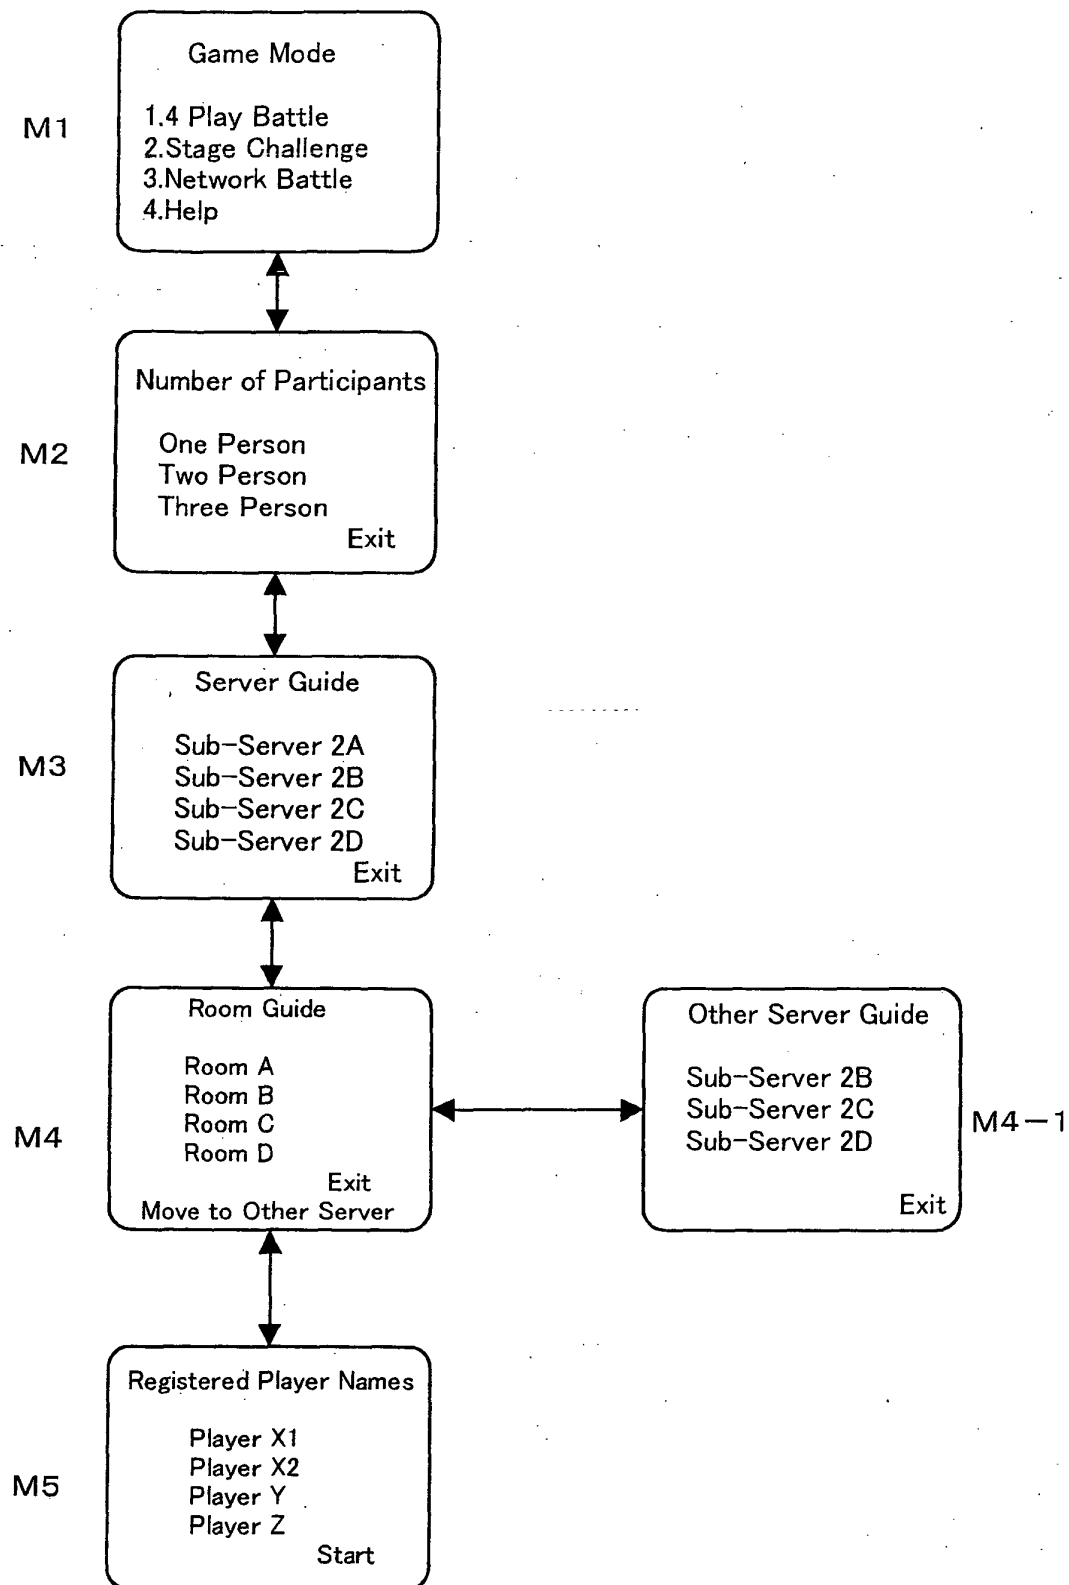 M1
Game Mode
1.4 Play Battle
2.Stage Challenge
3.Network Battle
4.Help
M2
Number of Participants
One Person
Two Person
Three Person
Exit
M3
Server Guide
Sub-Server 2A
Sub-Server 2B
Sub-Server 2C
Sub-Server 2D
Exit
M4
Room Guide
Room A
Room B
Room C
Room D
Exit
Move to Other Server
Other Server Guide
Sub-Server 2B
Sub-Server 2C
Sub-Server 2D
Exit
M4-1
M5
Registered Player Names
Player X1
Player X2
Player Y
Player Z
Start